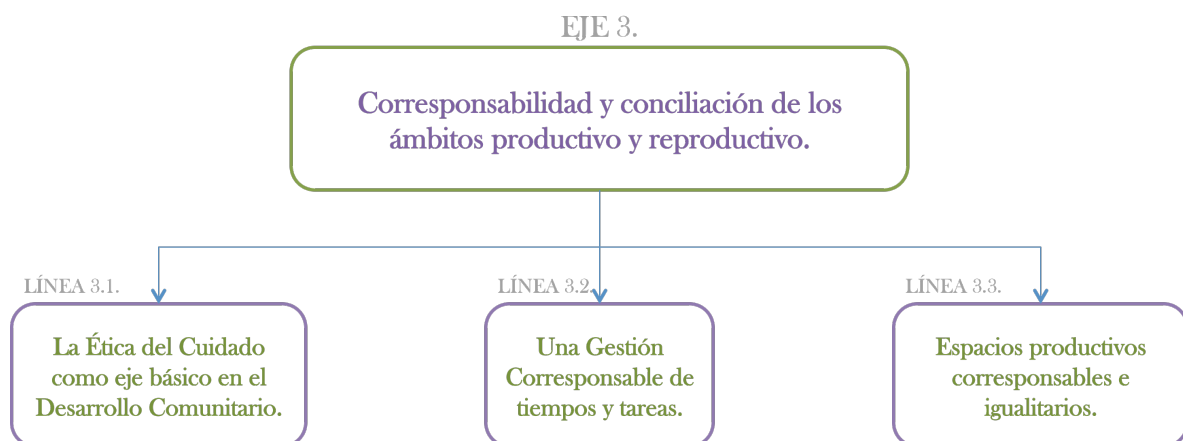 EJE 3.
Corresponsabilidad y conciliación de los
ámbitos productivo y reproductivo.
LÍNEA 3.1.
La Ética del Cuidado
como eje básico en el
Desarrollo Comunitario.
LÍNEA 3.2.
Una Gestión
Corresponsable de
tiempos y tareas.
LÍNEA 3.3.
Espacios productivos
corresponsables e
igualitarios.